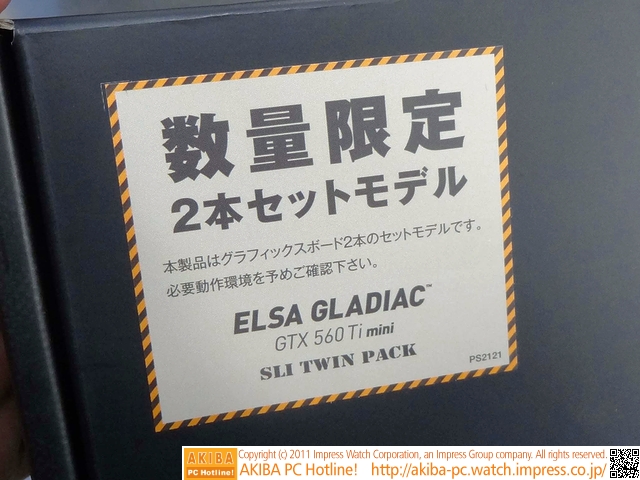 数量限定
2本セットモデル
本製品はグラフィックスボード2本のセットモデルです。
必要動作環境を予めご確認下さい。
ELSA GLADIAC™
GTX 560 Ti mini
SLI TWIN PACK
PS2121
AKIBA
PC Hotline!
Copyright (c) 2011 Impress Watch Corporation, an Impress Group company. All rights reserved.
AKIBA PC Hotline! http://akiba-pc.watch.impress.co.jp/